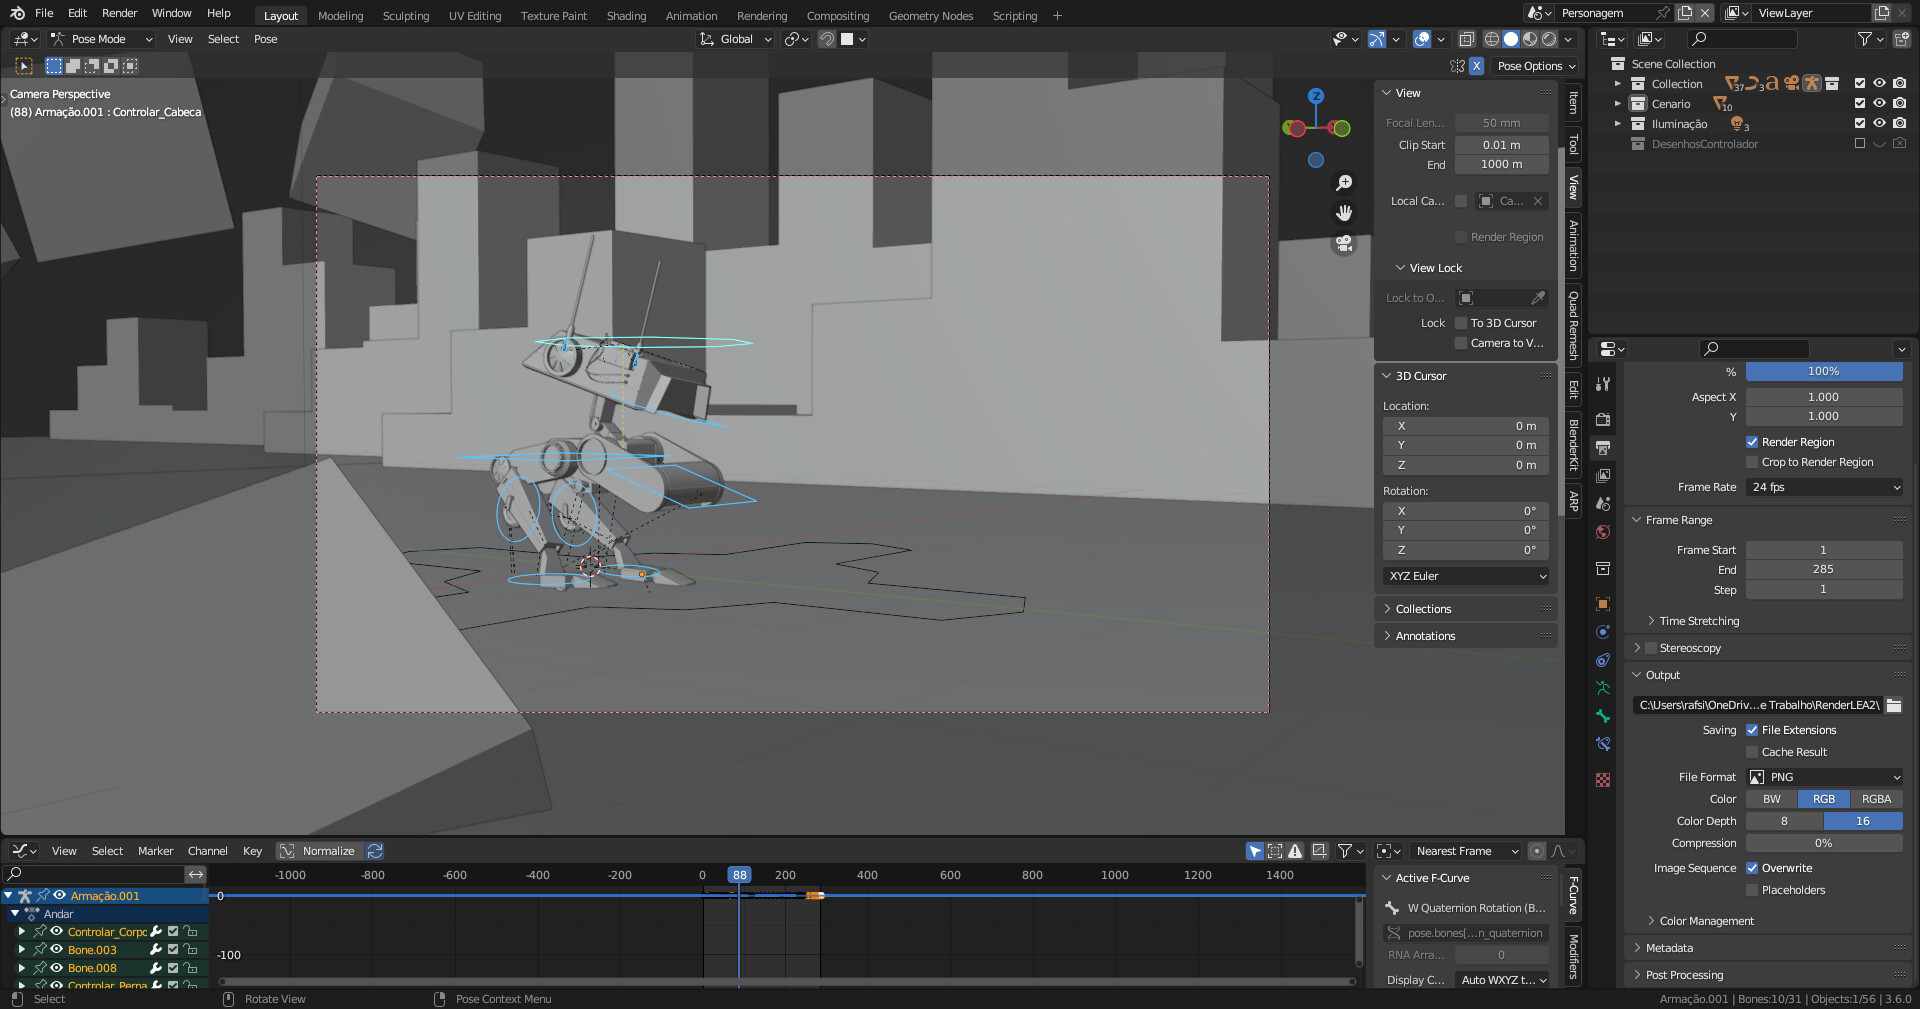 File Edit Render Window Help Layout Modeling Sculpting UV Editing Texture Paint Shading Animation Rendering Compositing Geometry Nodes Scripting + Personagem ViewLayer
Pose Mode View Select Pose Global
X Pose Options
Camera Perspective
(88) Armação.001 : Controlar_Cabeca
Z
View
Focal Len... 50 mm
Clip Start 0.01 m
End 1000 m
Local Ca... Ca...
Render Region
View Lock
Lock to O...
Lock To 3D Cursor
Camera to V...
3D Cursor
Location:
X 0 m
Y 0 m
Z 0 m
Rotation:
X 0°
Y 0°
Z 0°
XYZ Euler
Collections
Annotations
Item
Tool
View
Animation
Quad Remesh
Edit
BlenderKit
ARP
Scene Collection
Collection 37 3
Cenario 10
Iluminação 3
DesenhosControlador
% 100%
Aspect X 1.000
Y 1.000
Render Region
Crop to Render Region
Frame Rate 24 fps
Frame Range
Frame Start 1
End 285
Step 1
Time Stretching
Stereoscopy
Output
C:\Users\rafsi\OneDriv...e Trabalho\RenderLEA2\
Saving File Extensions
Cache Result
File Format PNG
Color BW RGB RGBA
Color Depth 8 16
Compression 0%
Image Sequence Overwrite
Placeholders
Color Management
Metadata
Post Processing
View Select Marker Channel Key Normalize Nearest Frame
-1000 -800 -600 -400 -200 0 88 200 400 600 800 1000 1200 1400
Armação.001
Andar
Controlar_Corpo
Bone.003
Bone.008
Controlar_Perna
0
-100
Active F-Curve
W Quaternion Rotation (B...
pose.bones[...n_quaternion
RNA Arra... 0
Display C... Auto WXYZ t...
F-Curve
Modifiers
Select Rotate View Pose Context Menu Armação.001 | Bones:10/31 | Objects:1/56 | 3.6.0